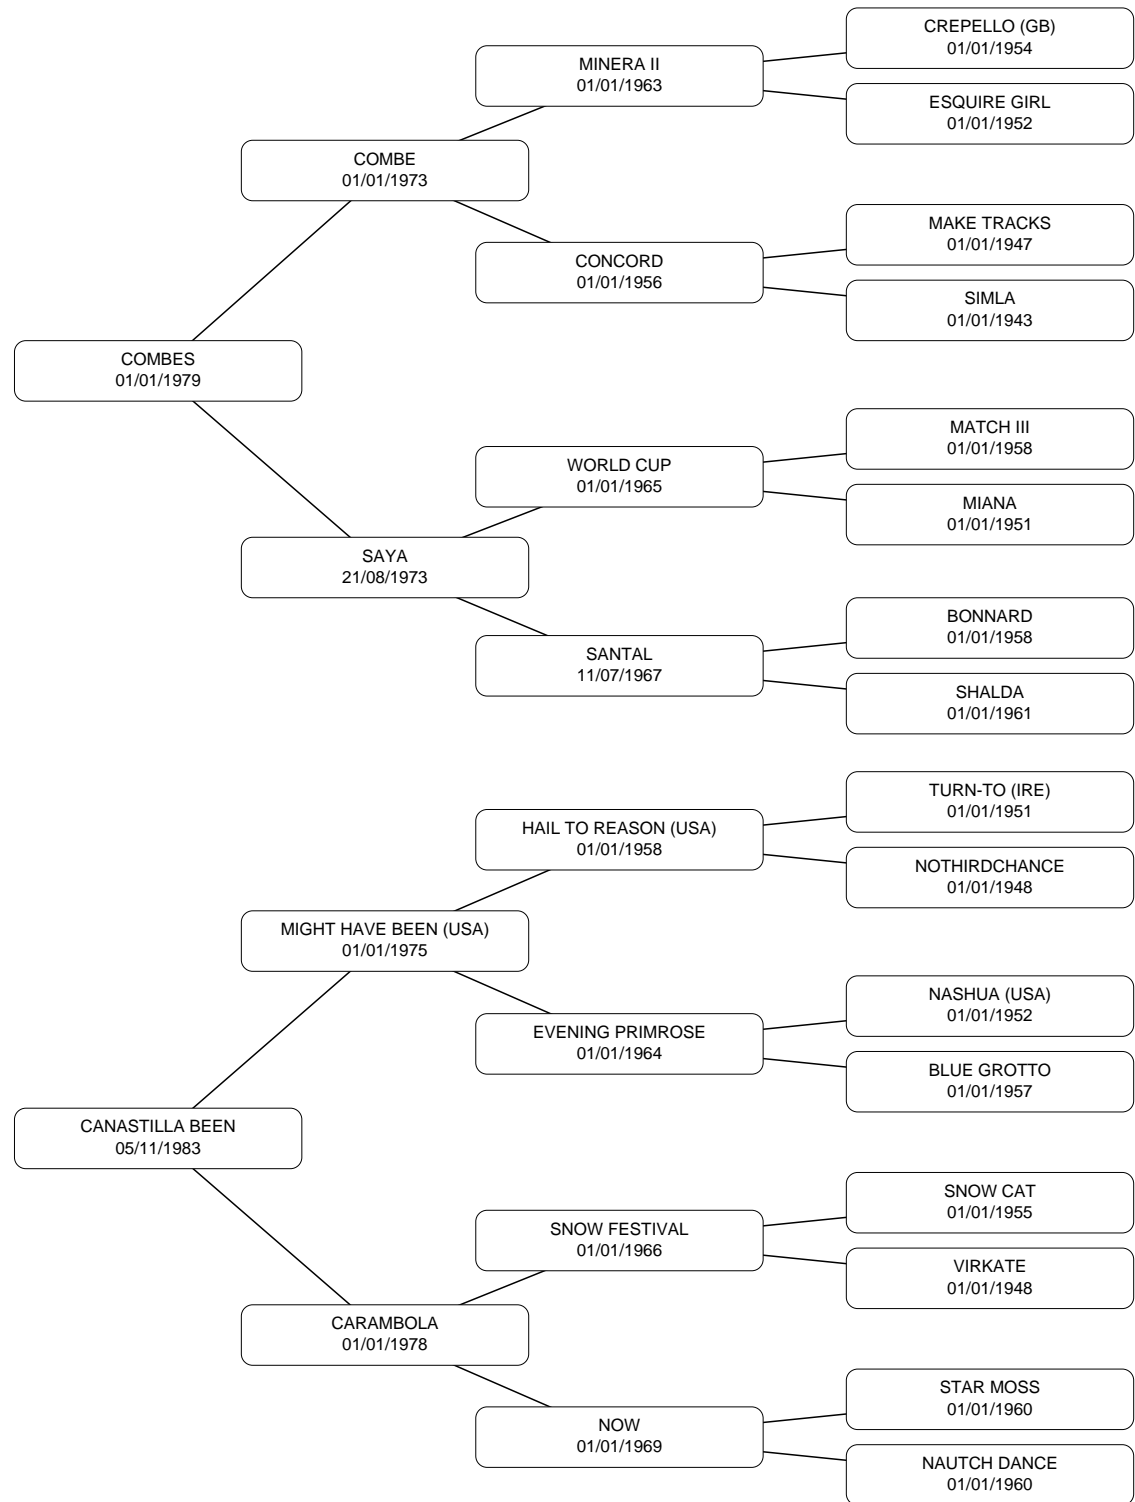 CREPELLO (GB)
01/01/1954
MINERA II
01/01/1963
ESQUIRE GIRL
01/01/1952
COMBE
01/01/1973
MAKE TRACKS
01/01/1947
CONCORD
01/01/1956
SIMLA
01/01/1943
COMBES
01/01/1979
MATCH III
01/01/1958
WORLD CUP
01/01/1965
MIANA
01/01/1951
SAYA
21/08/1973
BONNARD
01/01/1958
SANTAL
11/07/1967
SHALDA
01/01/1961
TURN-TO (IRE)
01/01/1951
HAIL TO REASON (USA)
01/01/1958
NOTHIRDCHANCE
01/01/1948
MIGHT HAVE BEEN (USA)
01/01/1975
NASHUA (USA)
01/01/1952
EVENING PRIMROSE
01/01/1964
BLUE GROTTO
01/01/1957
CANASTILLA BEEN
05/11/1983
SNOW CAT
01/01/1955
SNOW FESTIVAL
01/01/1966
VIRKATE
01/01/1948
CARAMBOLA
01/01/1978
STAR MOSS
01/01/1960
NOW
01/01/1969
NAUTCH DANCE
01/01/1960